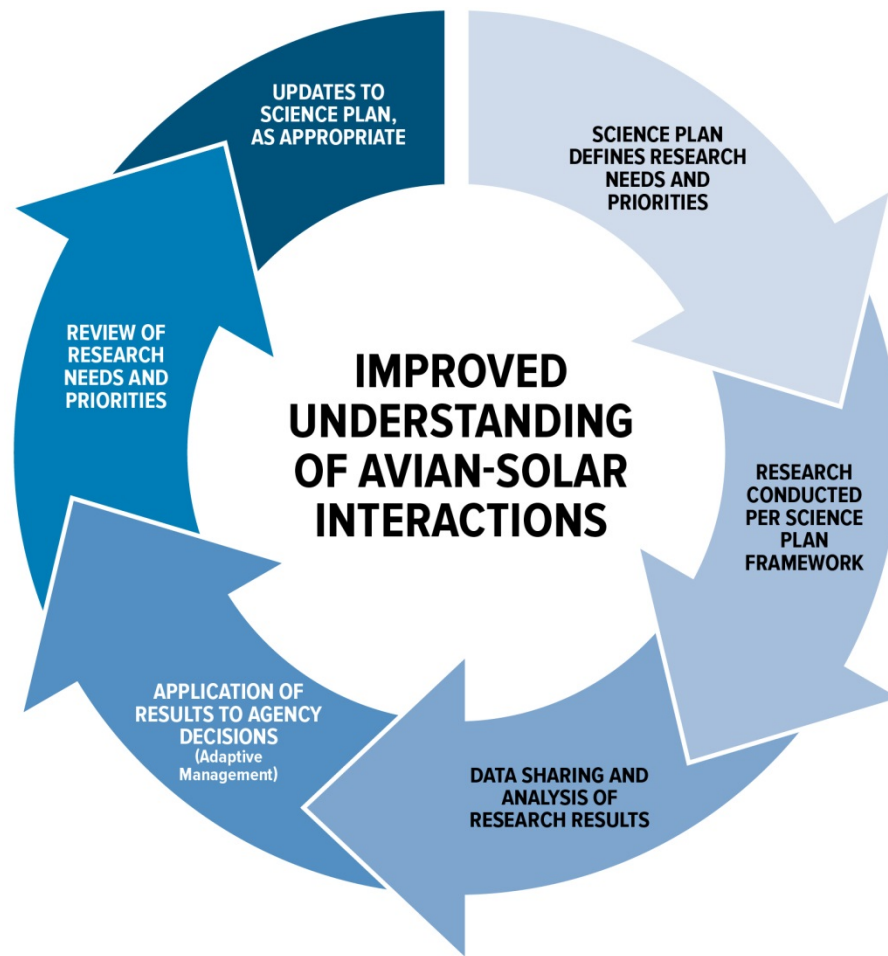 SCIENCE PLAN
DEFINES RESEARCH
NEEDS AND
PRIORITIES
RESEARCH
CONDUCTED
PER SCIENCE
PLAN
FRAMEWORK
DATA SHARING AND
ANALYSIS OF
RESEARCH RESULTS
APPLICATION OF
RESULTS TO AGENCY
DECISIONS
(Adaptive
Management)
REVIEW OF
RESEARCH
NEEDS AND
PRIORITIES
UPDATES TO
SCIENCE PLAN,
AS APPROPRIATE
IMPROVED
UNDERSTANDING
OF AVIAN-SOLAR
INTERACTIONS